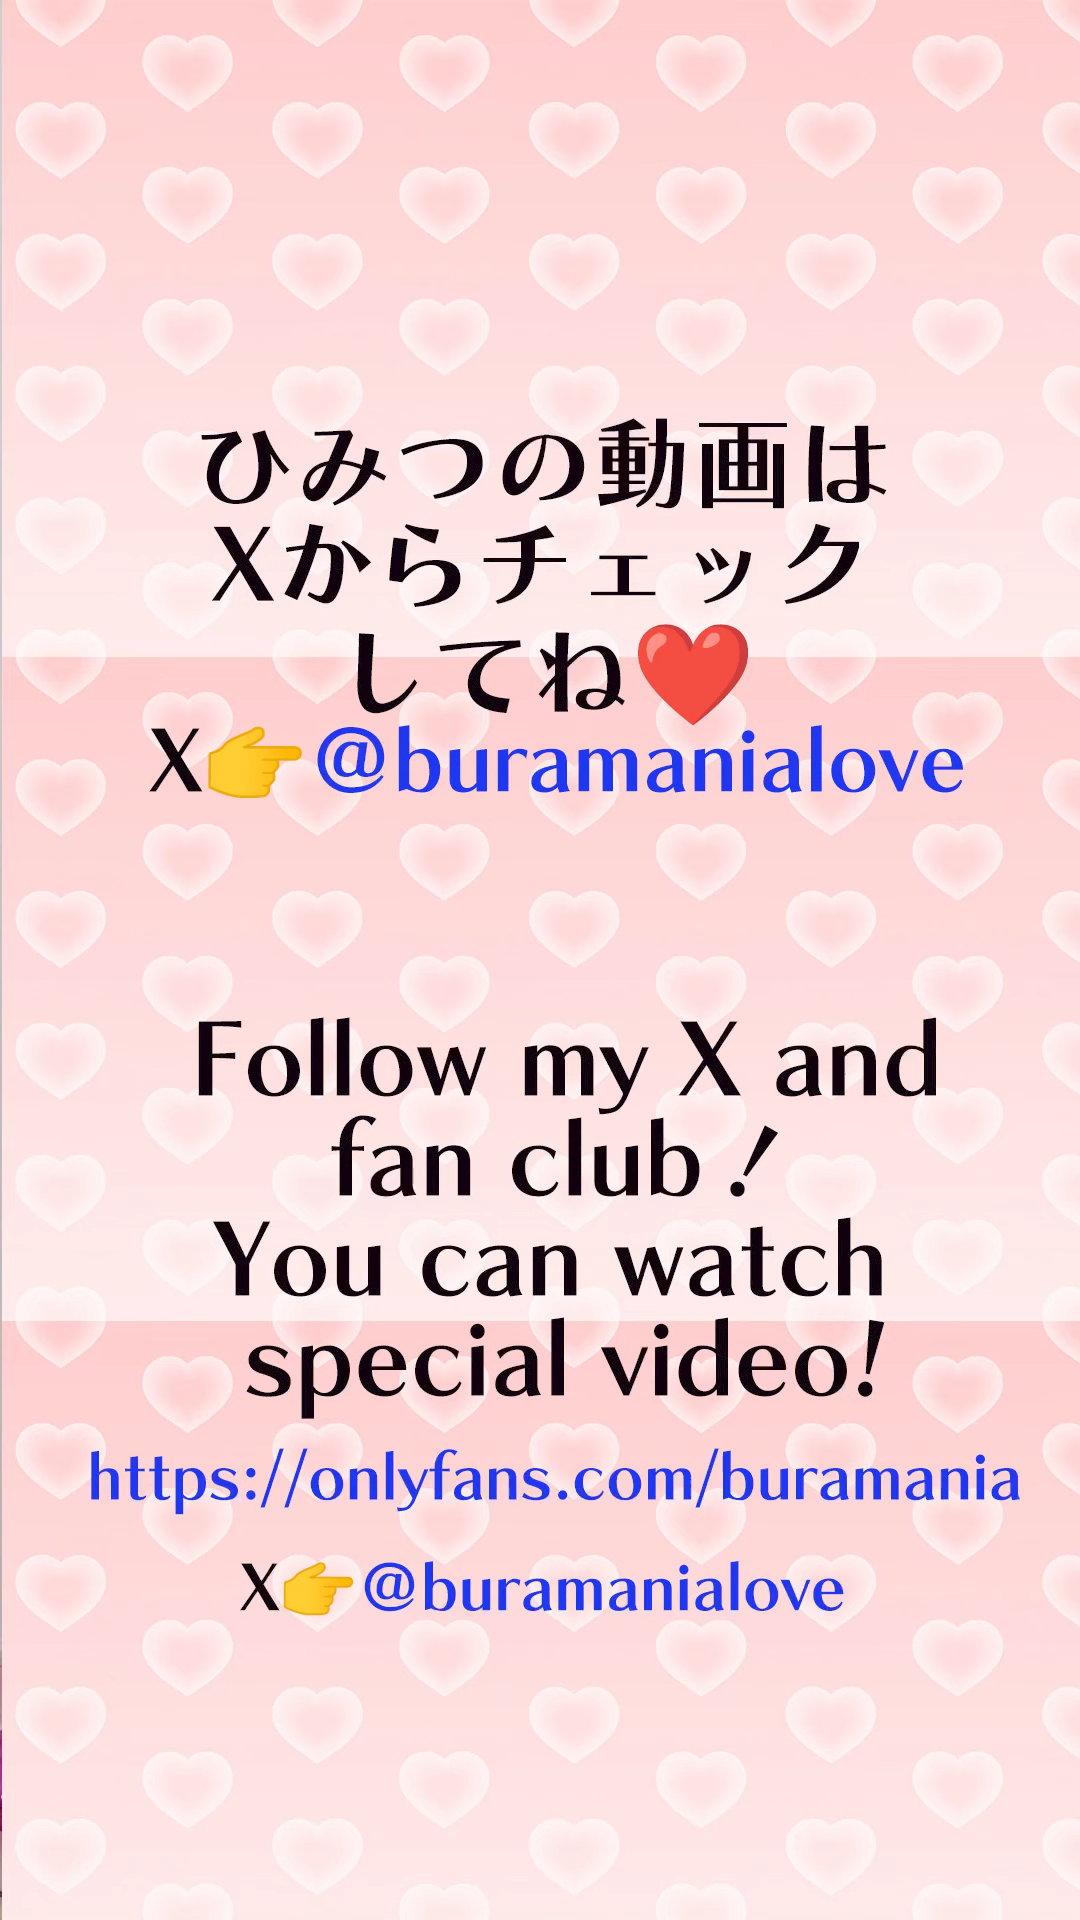 ひみつの動画は
Xからチェック
してね❤️
X👉@buramanialove
Follow my X and
fan club！
You can watch
special video!
https://onlyfans.com/buramania
X👉@buramanialove